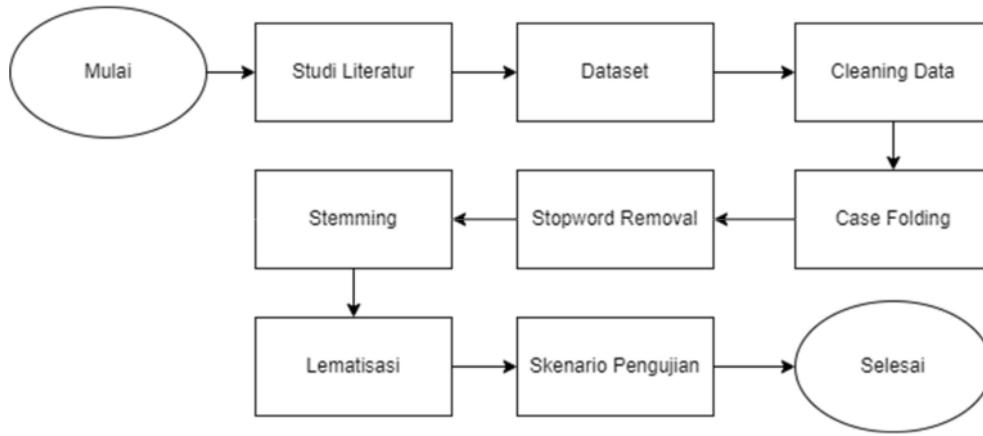 Mulai
Studi Literatur
Dataset
Cleaning Data
Case Folding
Stopword Removal
Stemming
Lematisasi
Skenario Pengujian
Selesai